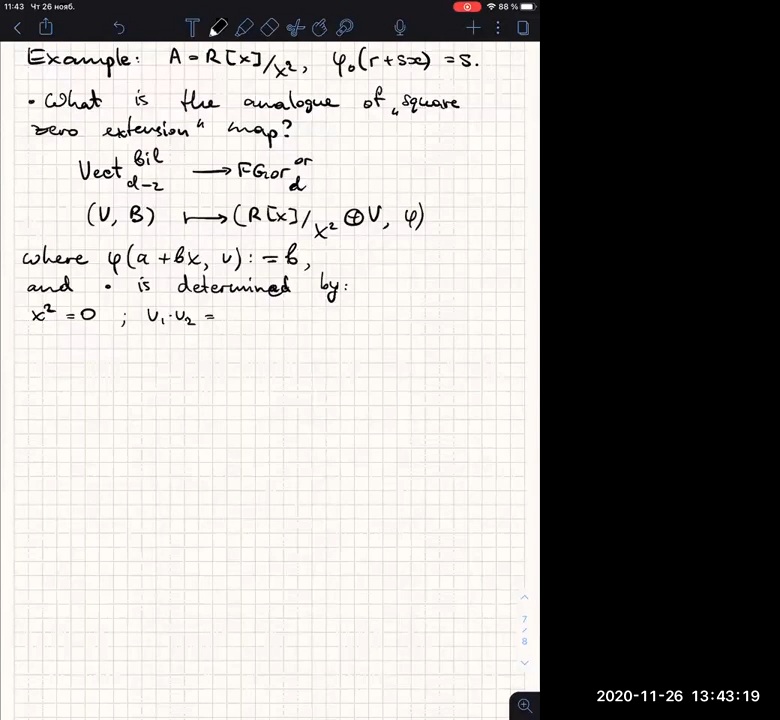 11:43 Чт 26 нояб. 88 %
Example: A = R[x]/x², φ₀(r+sx) = s.
• What is the analogue of „square
zero extension" map?
Vect^{bil}_{d-2} ⟶ FGor^{or}_{d}
(V, B) ⟼ (R[x]/x² ⊕ V, φ)
where φ(a + bx, v) := b,
and • is determined by:
x² = 0 ; v₁·v₂ =
7/8
2020-11-26 13:43:19